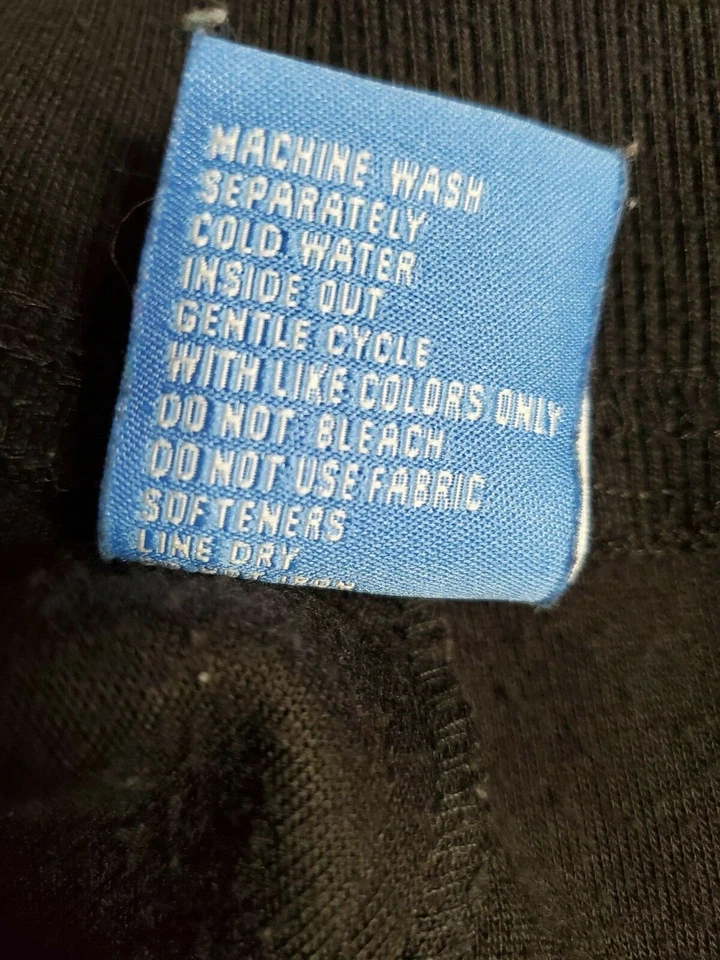 MACHINE WASH
SEPARATELY
COLD WATER
INSIDE OUT
GENTLE CYCLE
WITH LIKE COLORS ONLY
DO NOT BLEACH
DO NOT USE FABRIC
SOFTENERS
LINE DRY